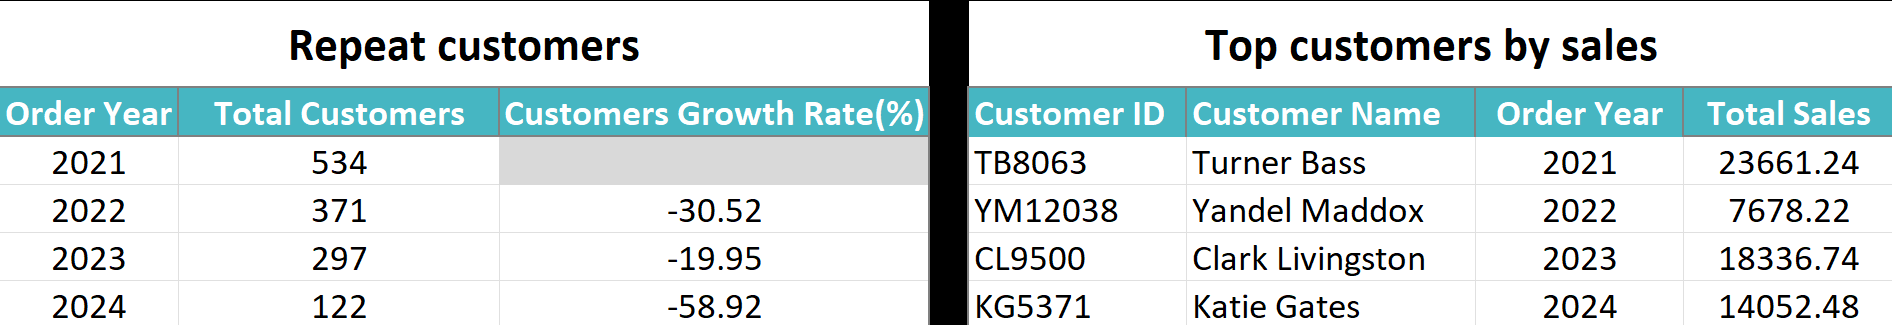 Repeat customers
Order Year Total Customers Customers Growth Rate(%)
2021 534
2022 371 -30.52
2023 297 -19.95
2024 122 -58.92
Top customers by sales
Customer ID Customer Name Order Year Total Sales
TB8063 Turner Bass 2021 23661.24
YM12038 Yandel Maddox 2022 7678.22
CL9500 Clark Livingston 2023 18336.74
KG5371 Katie Gates 2024 14052.48